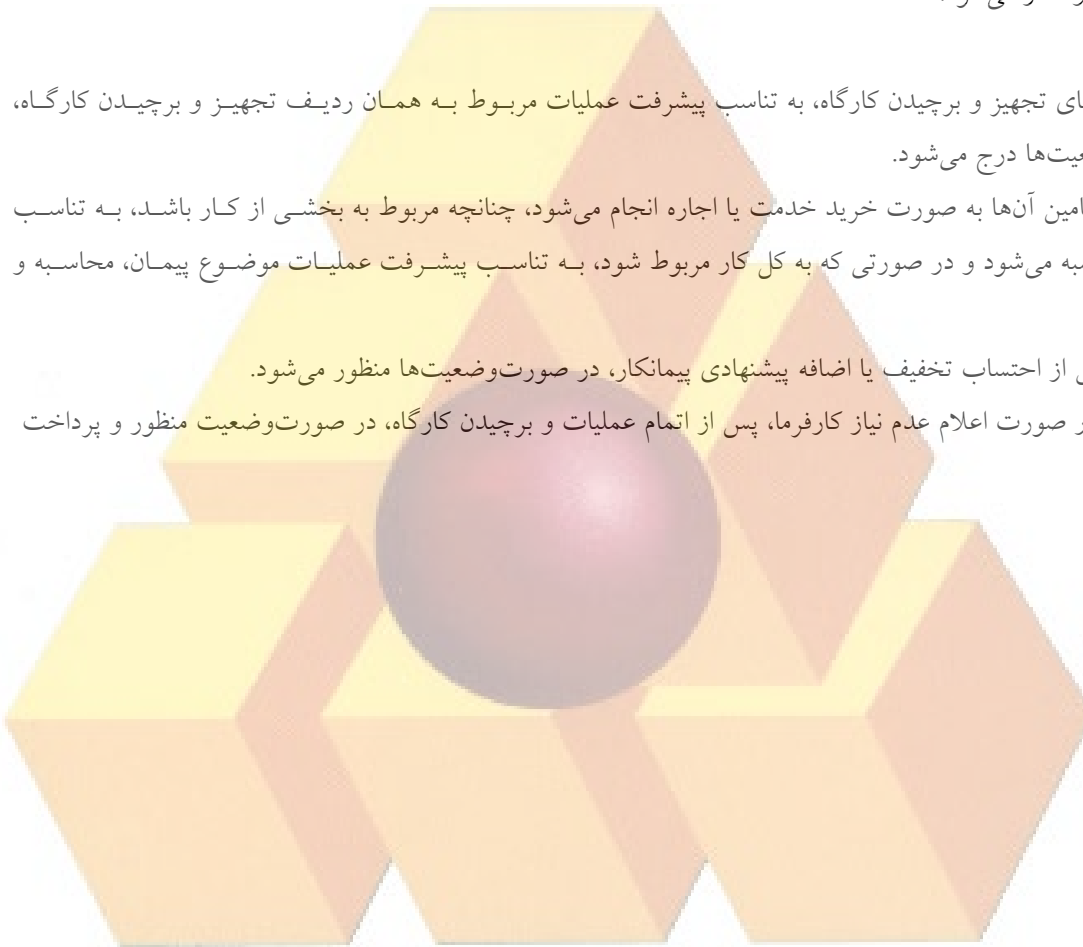 ای تجهیز و برچیدن کارگاه، به تناسب پیشرفت عملیات مربوط به همان ردیف تجهیز و برچیدن کارگاه،
عیت‌ها درج می‌شود.
امین آن‌ها به صورت خرید خدمت یا اجاره انجام می‌شود، چنانچه مربوط به بخشی از کار باشد، به تناسب
به می‌شود و در صورتی که به کل کار مربوط شود، به تناسب پیشرفت عملیات موضوع پیمان، محاسبه و
از احتساب تخفیف یا اضافه پیشنهادی پیمانکار، در صورت‌وضعیت‌ها منظور می‌شود.
ر صورت اعلام عدم نیاز کارفرما، پس از اتمام عملیات و برچیدن کارگاه، در صورت‌وضعیت منظور و پرداخت